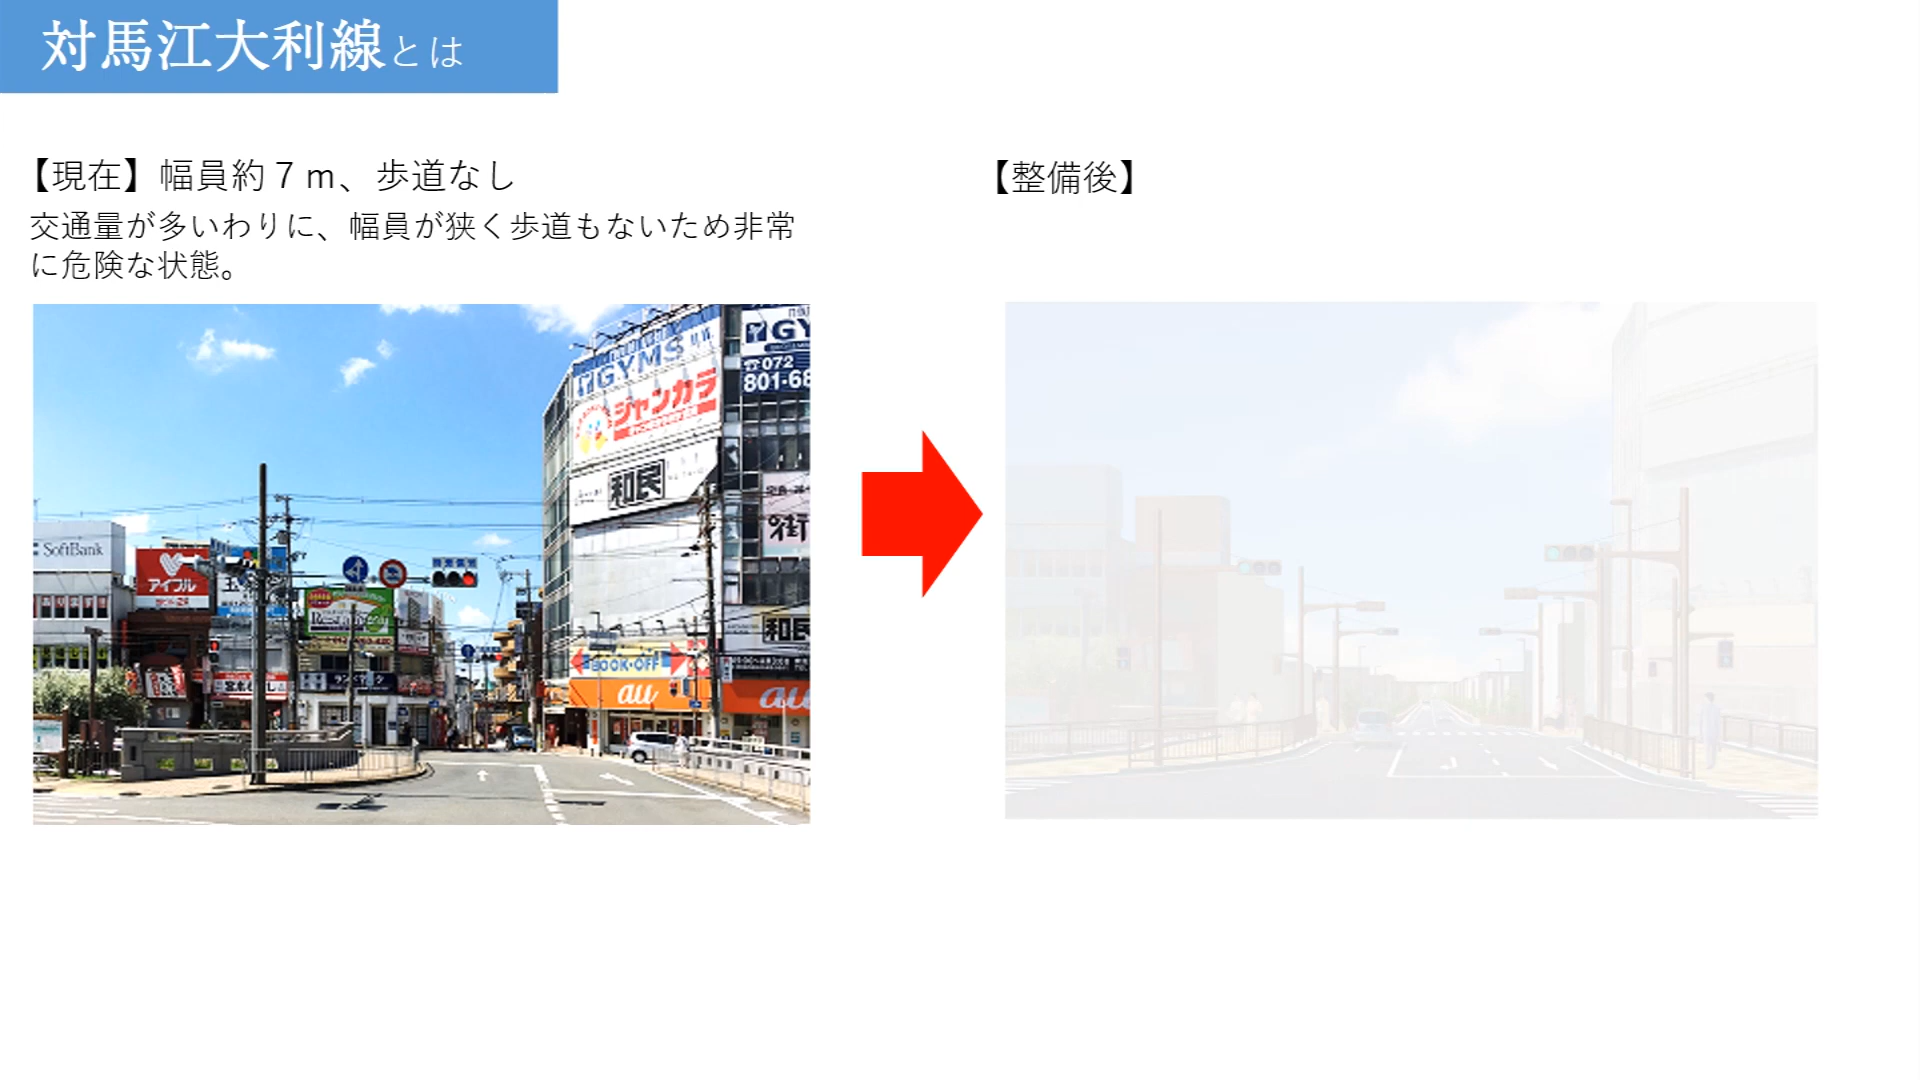 対馬江大利線とは
【現在】幅員約７ｍ、歩道なし
交通量が多いわりに、幅員が狭く歩道もないため非常
に危険な状態。
【整備後】
GYMS
GY
☎072
801-68
ジャンカラ
和民
SoftBank
アイフル
和民
BOOK·OFF
au
au